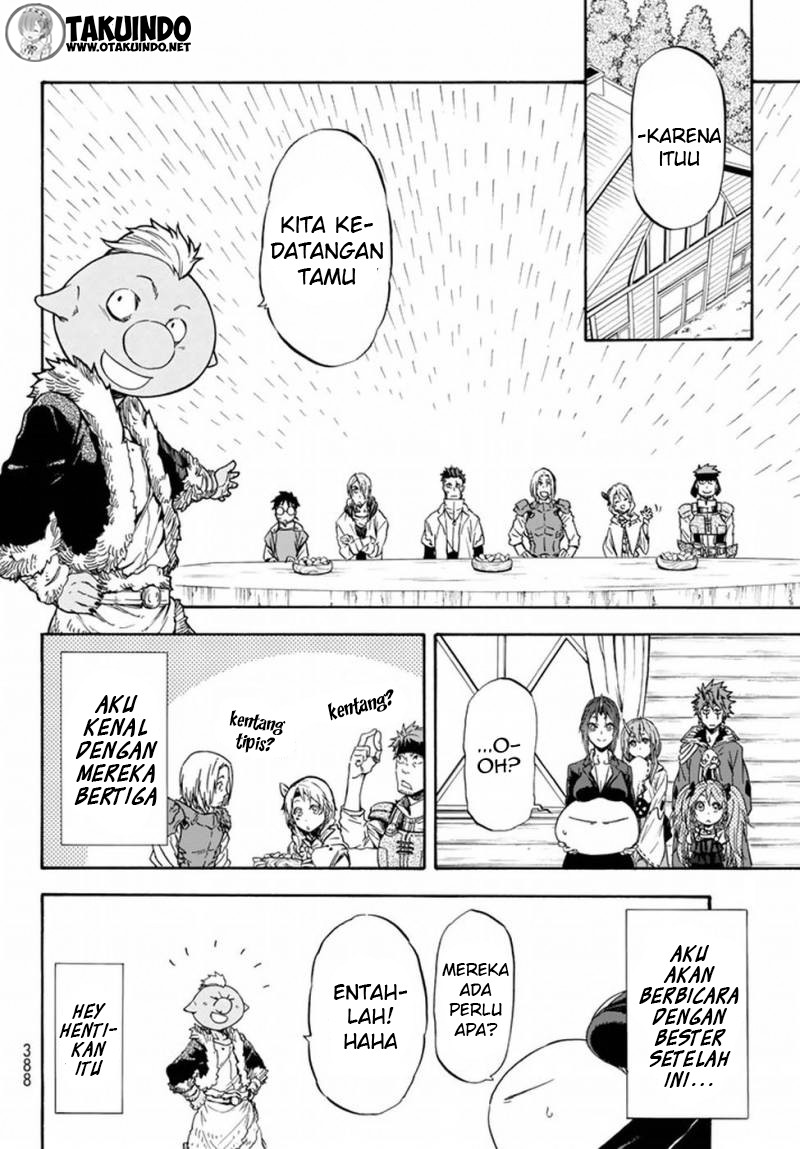 TAKUINDO
WWW.OTAKUINDO.NET
-KARENA
ITUU
KITA KE-
DATANGAN
TAMU
...O-
OH?
kentang?
kentang
tipis?
AKU
KENAL
DENGAN
MEREKA
BERTIGA
AKU
AKAN
BERBICARA
DENGAN
BESTER
SETELAH
INI...
MEREKA
ADA
PERLU
APA?
ENTAH-
LAH!
HAHA
HEY
HENTI-
KAN
ITU
388